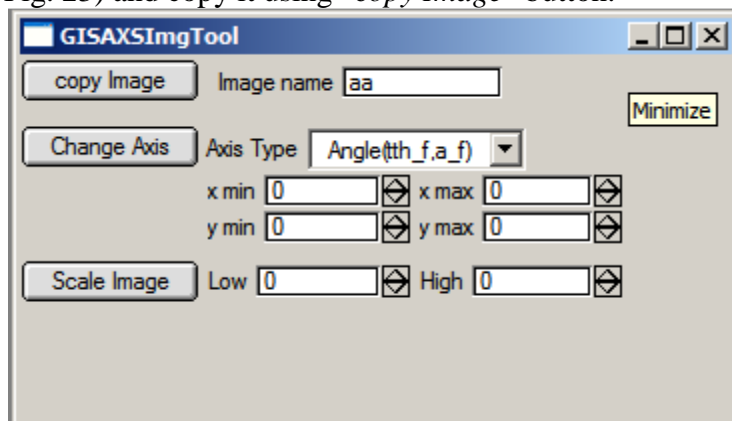 Fig. 25) and copy it using "copy Image" button.
GISAXSImgTool
copy Image Image name aa
Minimize
Change Axis Axis Type Angle(tth_f,a_f)
x min 0 x max 0
y min 0 y max 0
Scale Image Low 0 High 0